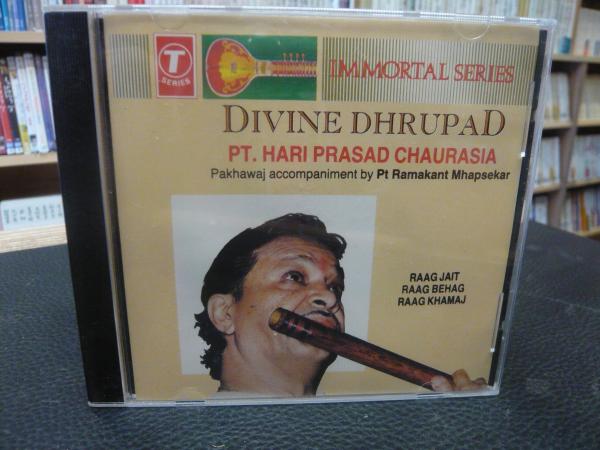 T
SERIES
IMMORTAL SERIES
DIVINE DHRUPAD
PT. HARI PRASAD CHAURASIA
Pakhawaj accompaniment by Pt Ramakant Mhapsekar
RAAG JAIT
RAAG BEHAG
RAAG KHAMAJ